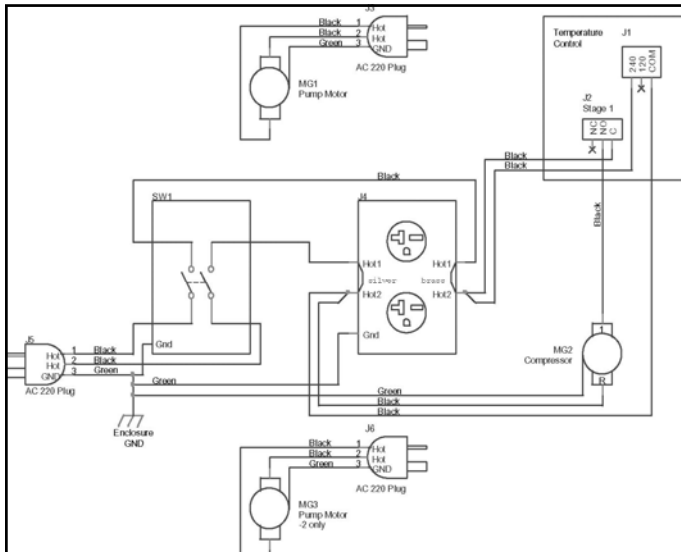 J3
Black 1 Hot
Black 2 Hot
Green 3 GND
AC 220 Plug
MG1
Pump Motor
Temperature
Control
J1
240
120
COM
J2
Stage 1
NC
NO
C
X
X
Black
Black
Black
Black
SW1
J4
Hot1
Hot1
silver
brass
Hot2
Hot2
Gnd
Gnd
J5
Hot 1 Black
Hot 2 Black
GND 3 Green
AC 220 Plug
Green
Green
Black
Black
Enclosure
GND
1
MG2
Compressor
R
J6
Black 1 Hot
Black 2 Hot
Green 3 GND
AC 220 Plug
MG3
Pump Motor
-2 only